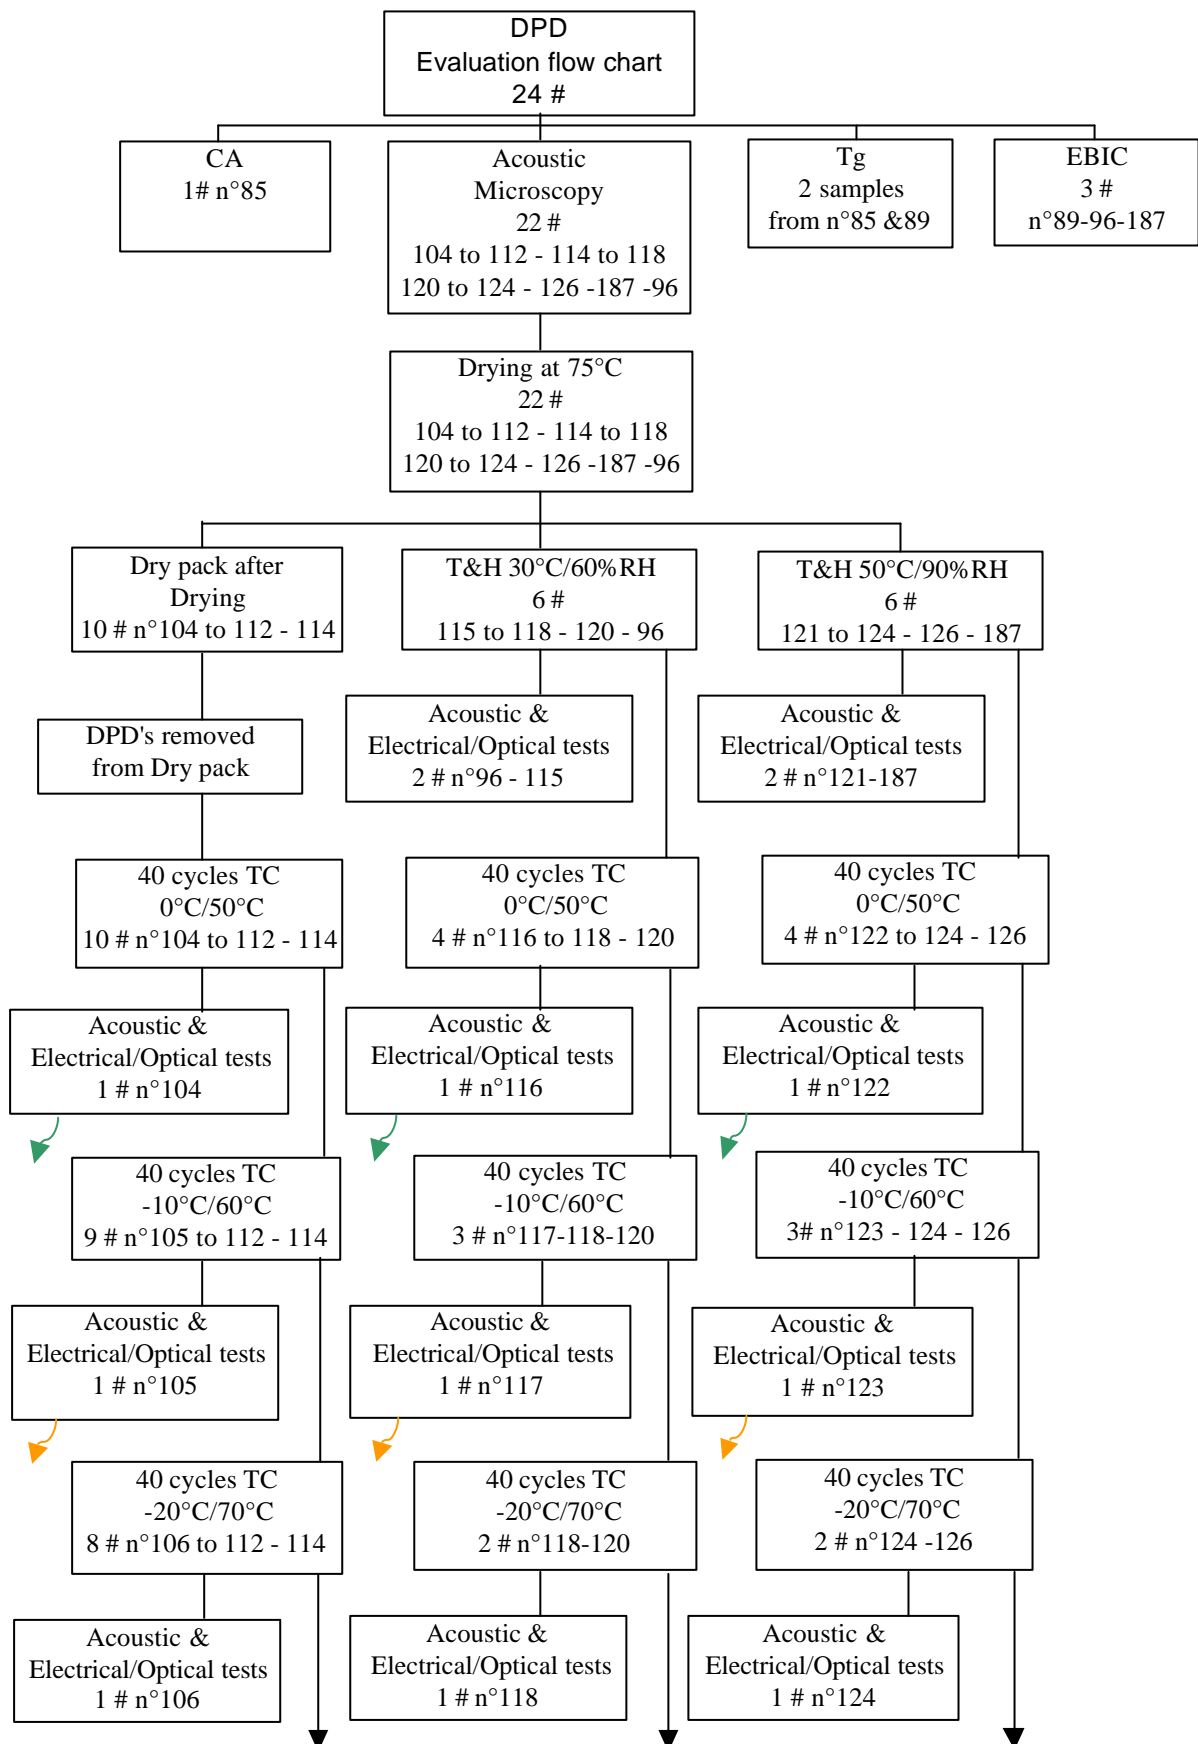 DPD
Evaluation flow chart
24 #
CA
1# n°85
Acoustic
Microscopy
22 #
104 to 112 - 114 to 118
120 to 124 - 126 -187 -96
Tg
2 samples
from n°85 &89
EBIC
3 #
n°89-96-187
Drying at 75°C
22 #
104 to 112 - 114 to 118
120 to 124 - 126 -187 -96
Dry pack after
Drying
10 # n°104 to 112 - 114
T&H 30°C/60%RH
6 #
115 to 118 - 120 - 96
T&H 50°C/90%RH
6 #
121 to 124 - 126 - 187
DPD's removed
from Dry pack
Acoustic &
Electrical/Optical tests
2 # n°96 - 115
Acoustic &
Electrical/Optical tests
2 # n°121-187
40 cycles TC
0°C/50°C
10 # n°104 to 112 - 114
40 cycles TC
0°C/50°C
4 # n°116 to 118 - 120
40 cycles TC
0°C/50°C
4 # n°122 to 124 - 126
Acoustic &
Electrical/Optical tests
1 # n°104
Acoustic &
Electrical/Optical tests
1 # n°116
Acoustic &
Electrical/Optical tests
1 # n°122
40 cycles TC
-10°C/60°C
9 # n°105 to 112 - 114
40 cycles TC
-10°C/60°C
3 # n°117-118-120
40 cycles TC
-10°C/60°C
3# n°123 - 124 - 126
Acoustic &
Electrical/Optical tests
1 # n°105
Acoustic &
Electrical/Optical tests
1 # n°117
Acoustic &
Electrical/Optical tests
1 # n°123
40 cycles TC
-20°C/70°C
8 # n°106 to 112 - 114
40 cycles TC
-20°C/70°C
2 # n°118-120
40 cycles TC
-20°C/70°C
2 # n°124 -126
Acoustic &
Electrical/Optical tests
1 # n°106
Acoustic &
Electrical/Optical tests
1 # n°118
Acoustic &
Electrical/Optical tests
1 # n°124